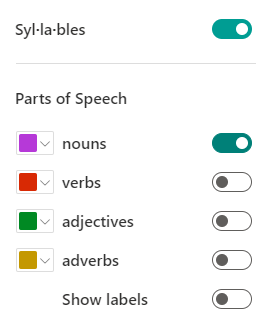 Syl·la·bles
Parts of Speech
nouns
verbs
adjectives
adverbs
Show labels